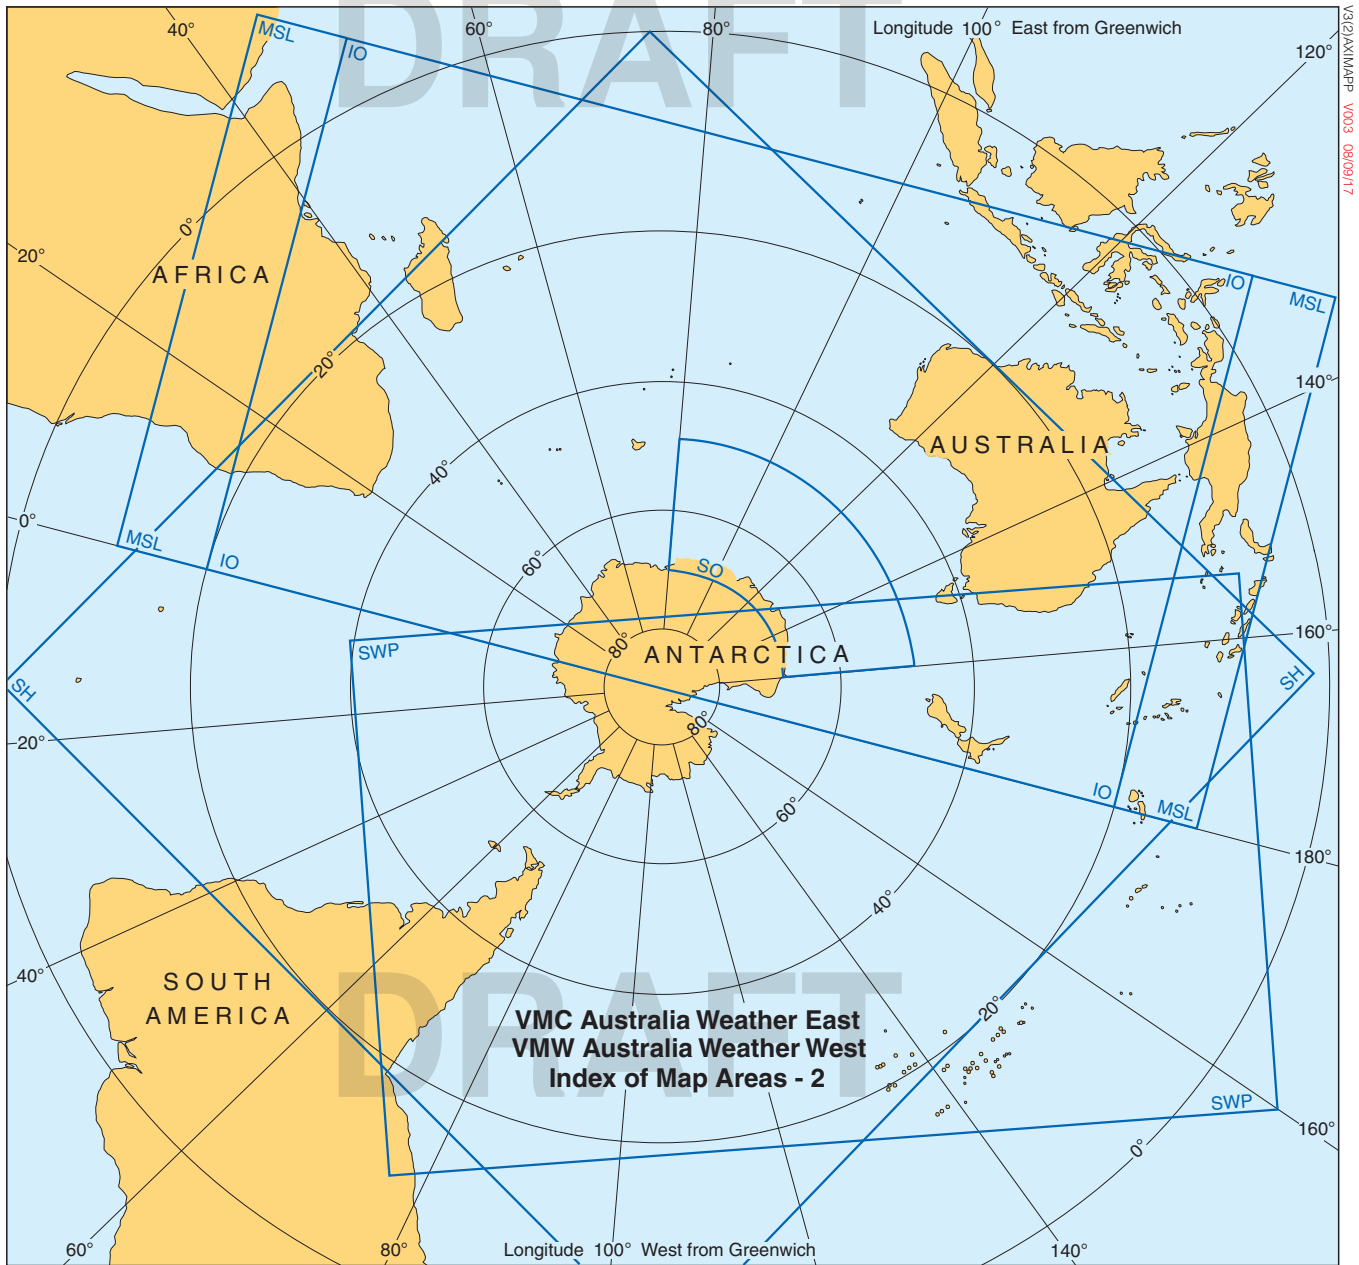 DRAFT
40°
60°
80°
Longitude 100° East from Greenwich
120°
V3(2)AXIMAPP V003 08/09/17
MSL
IO
0°
20°
AFRICA
IO
MSL
20°
140°
40°
AUSTRALIA
0°
MSL
IO
60°
SO
80°
SWP
ANTARCTICA
160°
SH
SH
80°
20°
IO
MSL
60°
180°
40°
40°
SOUTH
AMERICA
DRAFT
20°
VMC Australia Weather East
VMW Australia Weather West
Index of Map Areas - 2
SWP
160°
0°
60°
80°
Longitude 100° West from Greenwich
140°